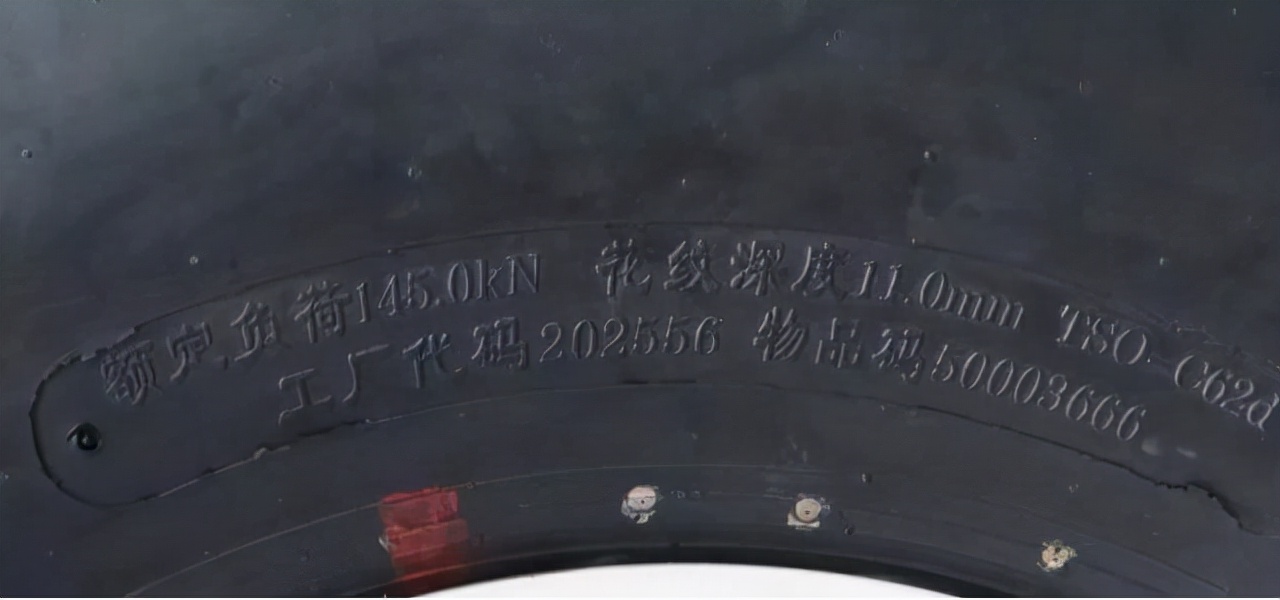 额定负荷145.0kN 花纹深度11.0mm TSO-C62d
工厂代码202556 物品码50003666